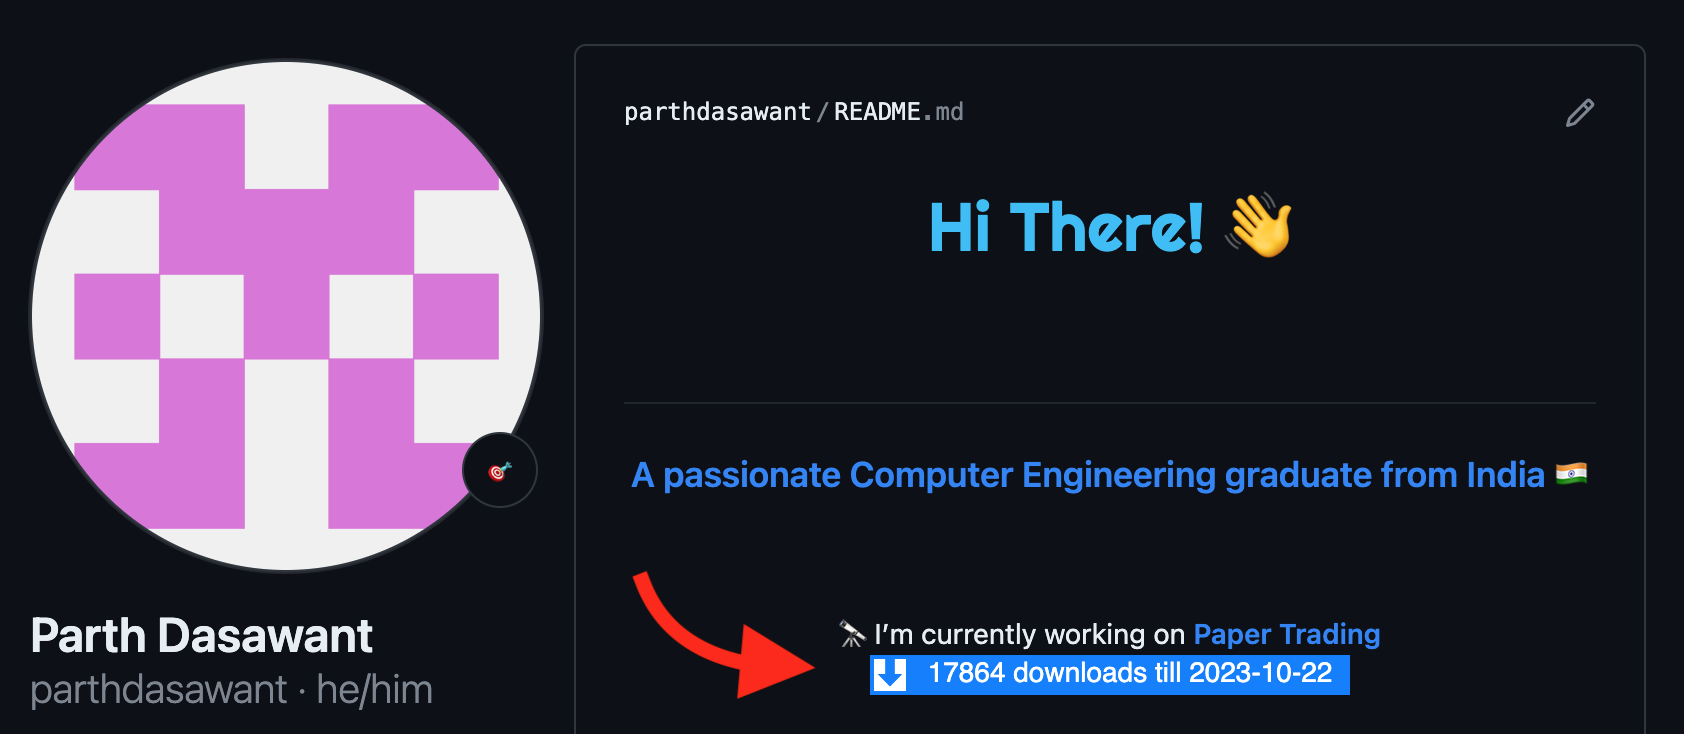 parthdasawant/README.md
Hi There! 👋
A passionate Computer Engineering graduate from India 🇮🇳
🔭 I’m currently working on Paper Trading
17864 downloads till 2023-10-22
Parth Dasawant
parthdasawant · he/him